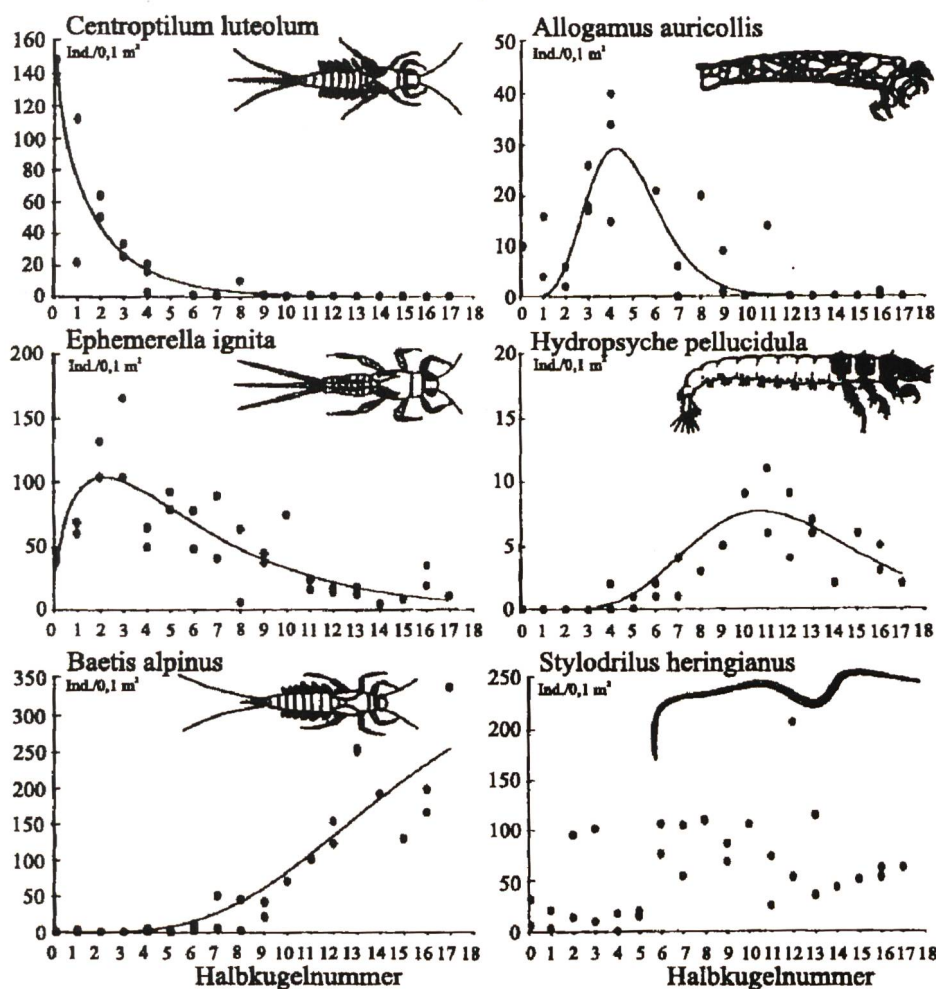 Centroptilum luteolum
Ind./0,1 m²
160
140
120
100
80
60
40
20
0
0 1 2 3 4 5 6 7 8 9 10 11 12 13 14 15 16 17 18
Allogamus auricollis
Ind./0,1 m²
50
40
30
20
10
0
0 1 2 3 4 5 6 7 8 9 10 11 12 13 14 15 16 17 18
Ephemerella ignita
Ind./0,1 m²
200
150
100
50
0
0 1 2 3 4 5 6 7 8 9 10 11 12 13 14 15 16 17 18
Hydropsyche pellucidula
Ind./0,1 m²
20
15
10
5
0
0 1 2 3 4 5 6 7 8 9 10 11 12 13 14 15 16 17 18
Baetis alpinus
Ind./0,1 m²
350
300
250
200
150
100
50
0
0 1 2 3 4 5 6 7 8 9 10 11 12 13 14 15 16 17 18
Halbkugelnummer
Stylodrilus heringianus
Ind./0,1 m²
250
200
150
100
50
0
0 1 2 3 4 5 6 7 8 9 10 11 12 13 14 15 16 17 18
Halbkugelnummer